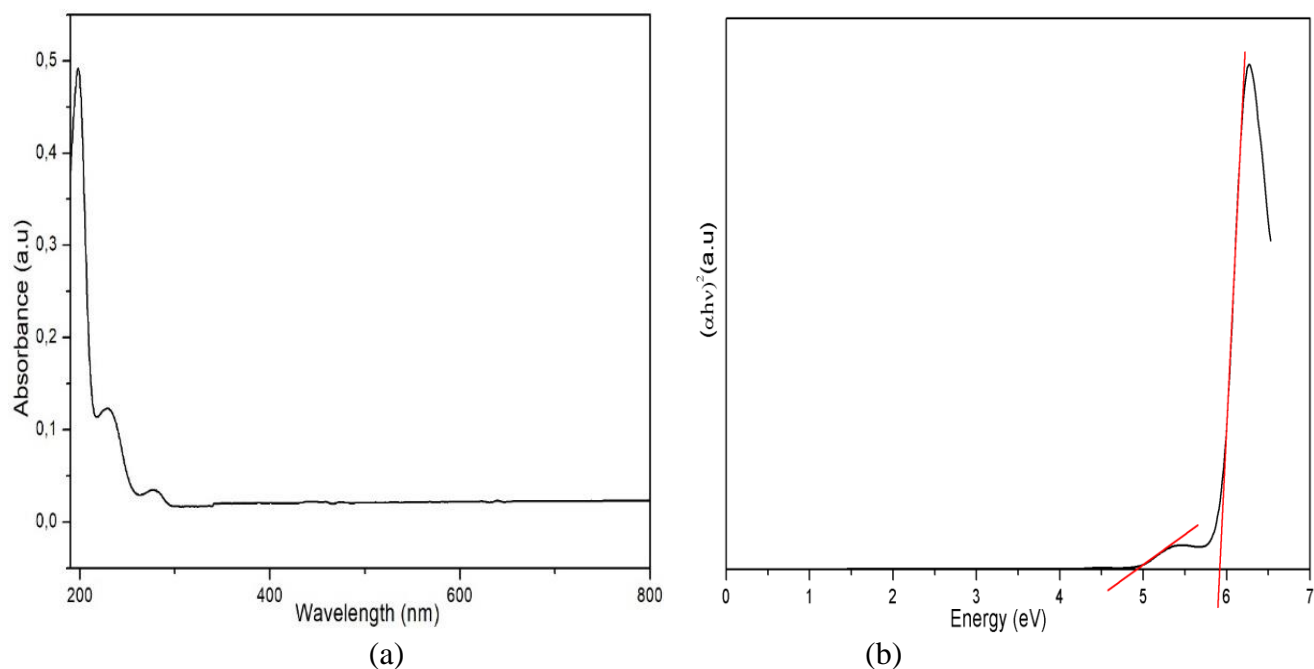 Absorbance (a.u)
0,5
0,4
0,3
0,2
0,1
0,0
200 400 600 800
Wavelength (nm)
(a)
(αhν)²(a.u)
0 1 2 3 4 5 6 7
Energy (eV)
(b)